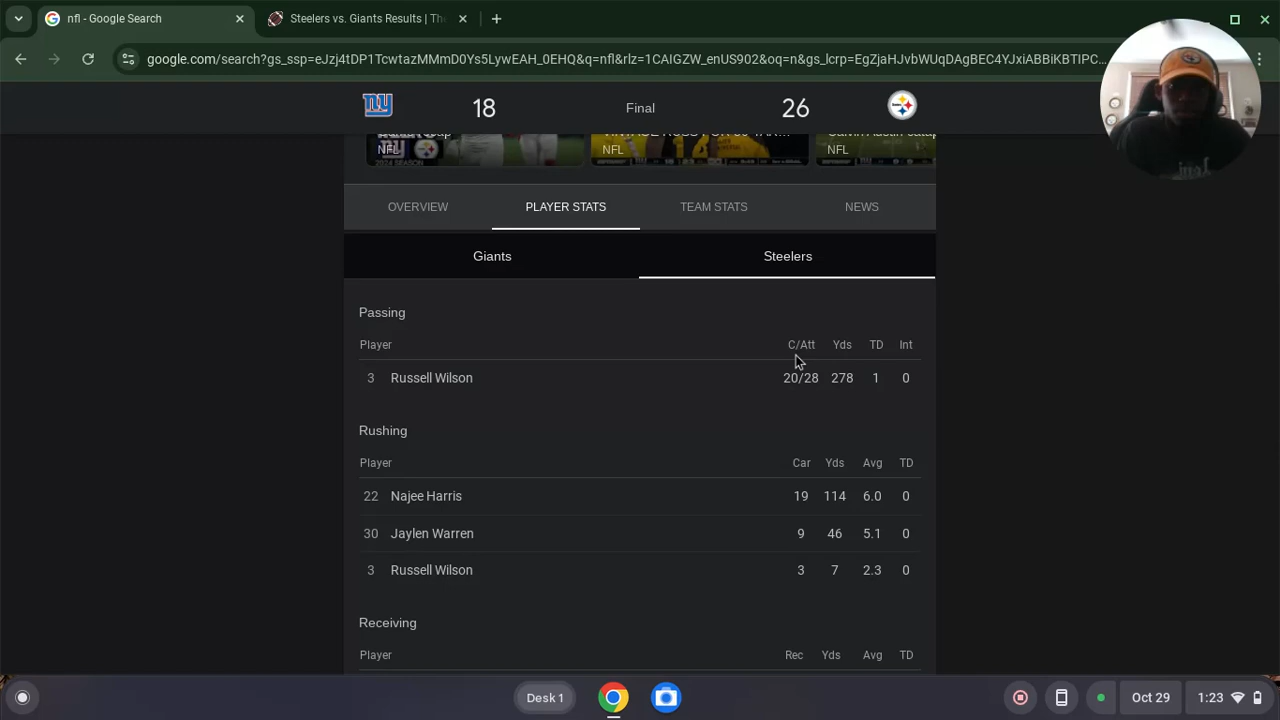 nfl - Google Search
Steelers vs. Giants Results | Th
google.com/search?gs_ssp=eJzj4tDP1TcwtazMMmD0Ys5LywEAH_0EHQ&q=nfl&rlz=1CAIGZW_enUS902&oq=n&gs_lcrp=EgZjaHJvbWUqDAgBEC4YJxiABBiKBTIPC...
18 Final 26
NFL NFL NFL
OVERVIEW PLAYER STATS TEAM STATS NEWS
Giants Steelers
Passing
Player C/Att Yds TD Int
3 Russell Wilson 20/28 278 1 0
Rushing
Player Car Yds Avg TD
22 Najee Harris 19 114 6.0 0
30 Jaylen Warren 9 46 5.1 0
3 Russell Wilson 3 7 2.3 0
Receiving
Player Rec Yds Avg TD
Desk 1 Oct 29 1:23